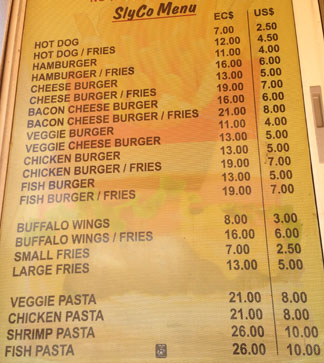 SlyCo Menu EC$ US$
HOT DOG 7.00 2.50
HOT DOG / FRIES 12.00 4.50
HAMBURGER 11.00 4.00
HAMBURGER / FRIES 16.00 6.00
CHEESE BURGER 13.00 5.00
CHEESE BURGER / FRIES 19.00 7.00
BACON CHEESE BURGER 16.00 6.00
BACON CHEESE BURGER / FRIES 21.00 8.00
VEGGIE BURGER 11.00 4.00
VEGGIE CHEESE BURGER 13.00 5.00
CHICKEN BURGER 13.00 5.00
CHICKEN BURGER / FRIES 19.00 7.00
FISH BURGER 13.00 5.00
FISH BURGER / FRIES 19.00 7.00
BUFFALO WINGS 8.00 3.00
BUFFALO WINGS / FRIES 16.00 6.00
SMALL FRIES 7.00 2.50
LARGE FRIES 13.00 5.00
VEGGIE PASTA 21.00 8.00
CHICKEN PASTA 21.00 8.00
SHRIMP PASTA 26.00 10.00
FISH PASTA 26.00 10.00